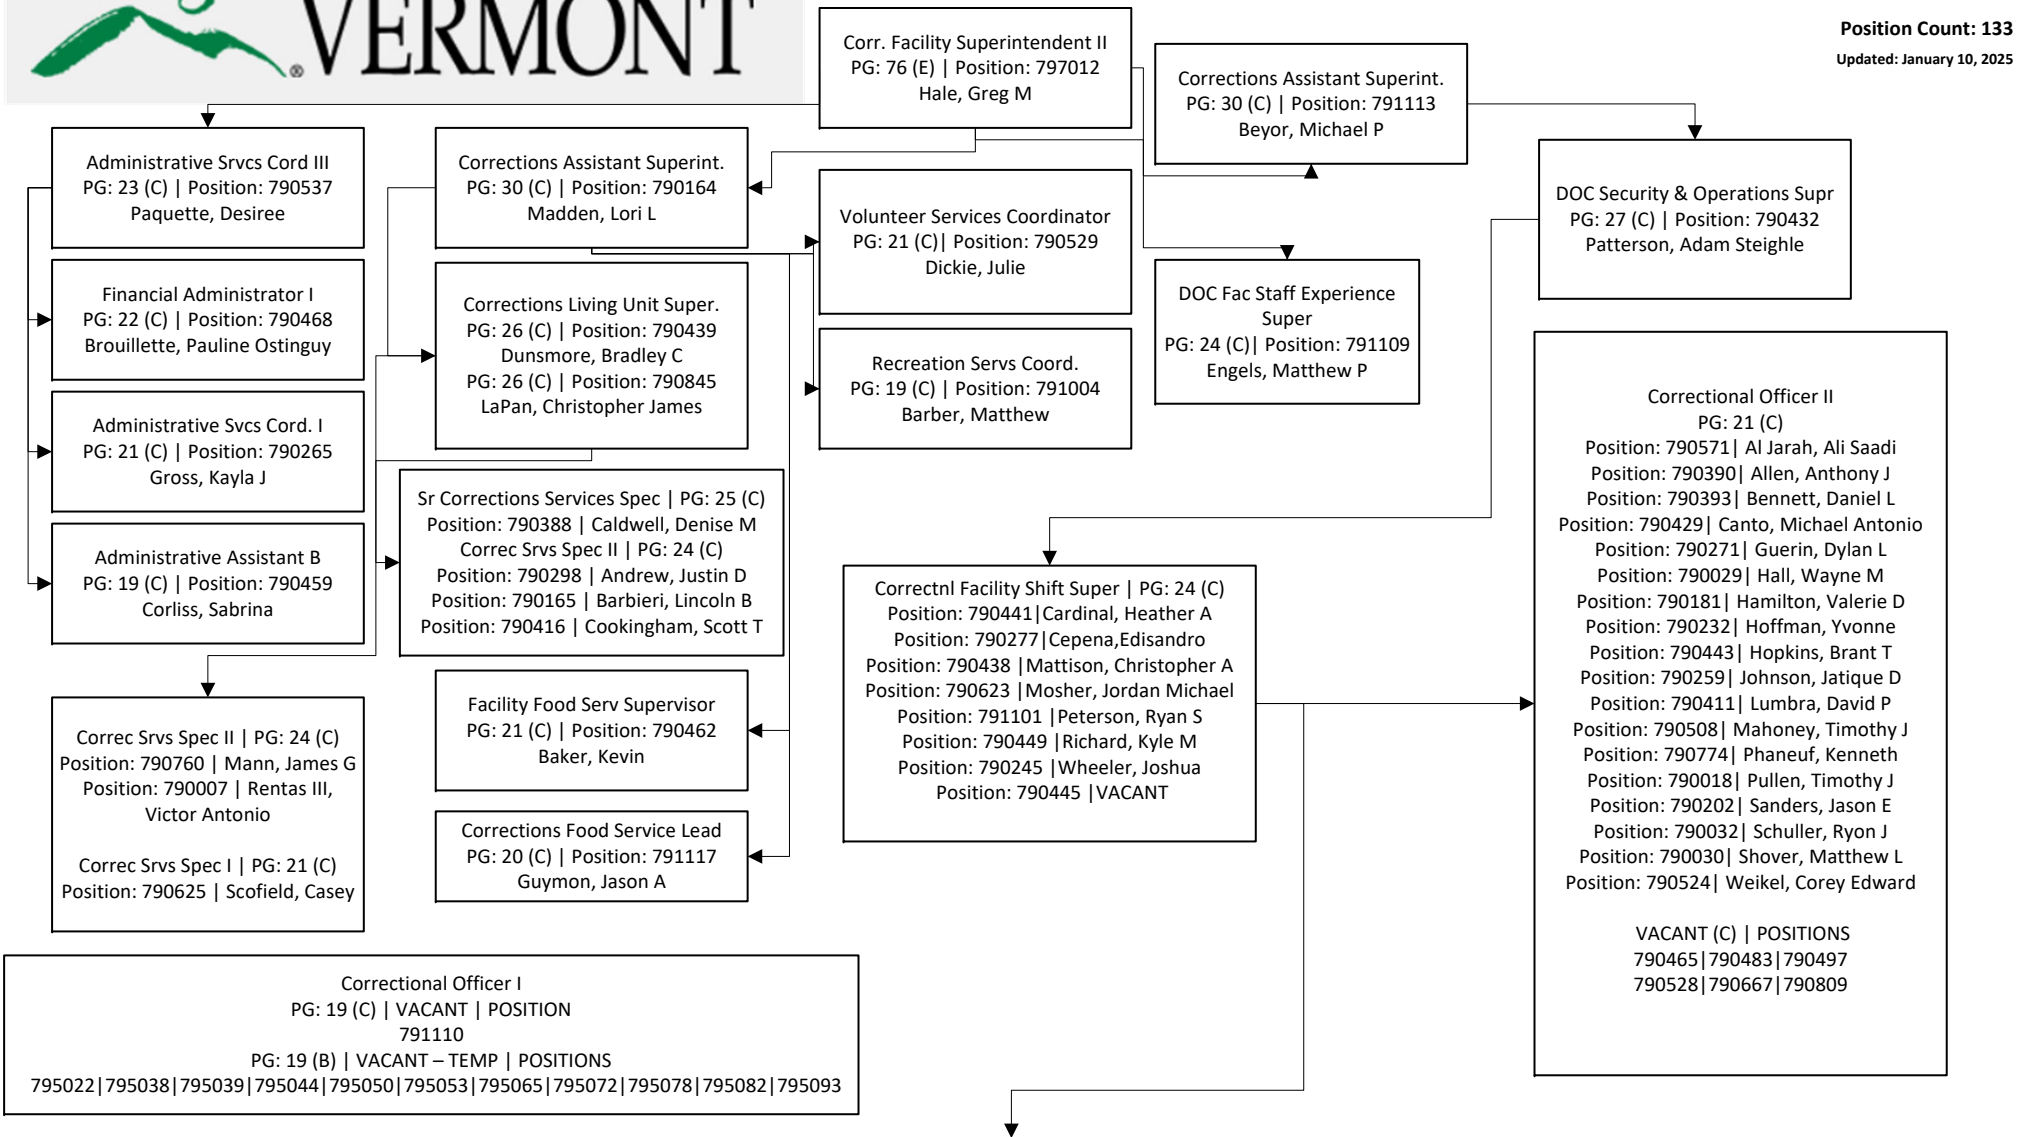 VERMONT
®
Position Count: 133
Updated: January 10, 2025
Corr. Facility Superintendent II
PG: 76 (E) | Position: 797012
Hale, Greg M
Corrections Assistant Superint.
PG: 30 (C) | Position: 791113
Beyor, Michael P
Administrative Srvcs Cord III
PG: 23 (C) | Position: 790537
Paquette, Desiree
Corrections Assistant Superint.
PG: 30 (C) | Position: 790164
Madden, Lori L
Volunteer Services Coordinator
PG: 21 (C)| Position: 790529
Dickie, Julie
DOC Security & Operations Supr
PG: 27 (C) | Position: 790432
Patterson, Adam Steighle
Financial Administrator I
PG: 22 (C) | Position: 790468
Brouillette, Pauline Ostinguy
Corrections Living Unit Super.
PG: 26 (C) | Position: 790439
Dunsmore, Bradley C
PG: 26 (C) | Position: 790845
LaPan, Christopher James
DOC Fac Staff Experience
Super
PG: 24 (C)| Position: 791109
Engels, Matthew P
Recreation Servs Coord.
PG: 19 (C) | Position: 791004
Barber, Matthew
Administrative Svcs Cord. I
PG: 21 (C) | Position: 790265
Gross, Kayla J
Sr Corrections Services Spec | PG: 25 (C)
Position: 790388 | Caldwell, Denise M
Correc Srvs Spec II | PG: 24 (C)
Position: 790298 | Andrew, Justin D
Position: 790165 | Barbieri, Lincoln B
Position: 790416 | Cookingham, Scott T
Administrative Assistant B
PG: 19 (C) | Position: 790459
Corliss, Sabrina
Correctnl Facility Shift Super | PG: 24 (C)
Position: 790441|Cardinal, Heather A
Position: 790277|Cepena,Edisandro
Position: 790438 |Mattison, Christopher A
Position: 790623 |Mosher, Jordan Michael
Position: 791101 |Peterson, Ryan S
Position: 790449 |Richard, Kyle M
Position: 790245 |Wheeler, Joshua
Position: 790445 |VACANT
Correctional Officer II
PG: 21 (C)
Position: 790571| Al Jarah, Ali Saadi
Position: 790390| Allen, Anthony J
Position: 790393| Bennett, Daniel L
Position: 790429| Canto, Michael Antonio
Position: 790271| Guerin, Dylan L
Position: 790029| Hall, Wayne M
Position: 790181| Hamilton, Valerie D
Position: 790232| Hoffman, Yvonne
Position: 790443| Hopkins, Brant T
Position: 790259| Johnson, Jatique D
Position: 790411| Lumbra, David P
Position: 790508| Mahoney, Timothy J
Position: 790774| Phaneuf, Kenneth
Position: 790018| Pullen, Timothy J
Position: 790202| Sanders, Jason E
Position: 790032| Schuller, Ryon J
Position: 790030| Shover, Matthew L
Position: 790524| Weikel, Corey Edward
VACANT (C) | POSITIONS
790465|790483|790497
790528|790667|790809
Correc Srvs Spec II | PG: 24 (C)
Position: 790760 | Mann, James G
Position: 790007 | Rentas III,
Victor Antonio
Correc Srvs Spec I | PG: 21 (C)
Position: 790625 | Scofield, Casey
Facility Food Serv Supervisor
PG: 21 (C) | Position: 790462
Baker, Kevin
Corrections Food Service Lead
PG: 20 (C) | Position: 791117
Guymon, Jason A
Correctional Officer I
PG: 19 (C) | VACANT | POSITION
791110
PG: 19 (B) | VACANT – TEMP | POSITIONS
795022|795038|795039|795044|795050|795053|795065|795072|795078|795082|795093